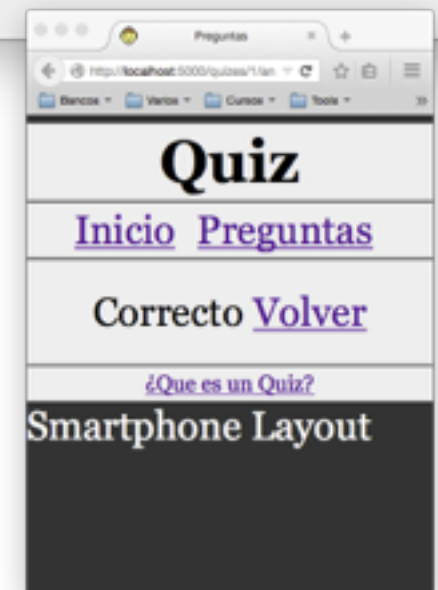 Preguntas
http://localhost:5000/quizes/1/an
Bancos Varios Cursos Tools
Quiz
Inicio Preguntas
Correcto Volver
¿Que es un Quiz?
Smartphone Layout